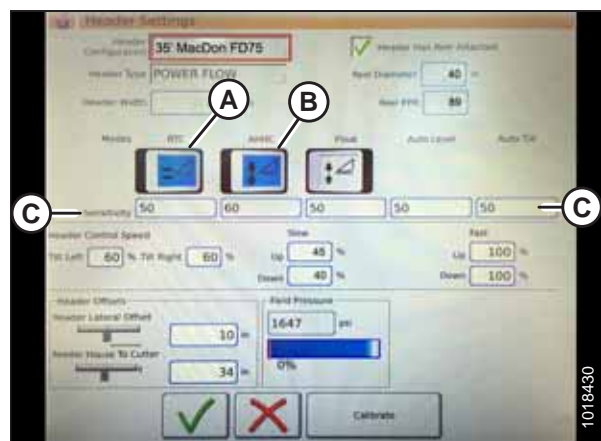 Header Settings
Header Configuration 35' MacDon FD75 Header Has Reel Attached
Header Type POWER FLOW Reel Diameter 40 in
Header Width Reel PPR 89
A B
Modes RTC AHHC Float Auto Level Auto Tilt
C Sensitivity 50 60 50 50 50 C
Header Control Speed Slow Fast
Tilt Left 60 % Tilt Right 60 % Up 45 % Up 100 %
Down 40 % Down 100 %
Header Offsets Field Pressure
Header Lateral Offset 1647 psi
10 in
Feeder House To Cutter 0%
34 in
Calibrate
1018430